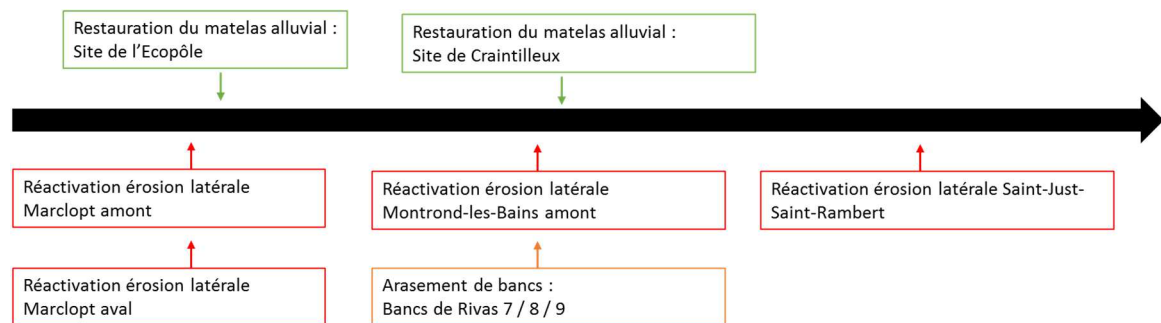 Restauration du matelas alluvial :
Site de l'Ecopôle
Restauration du matelas alluvial :
Site de Craintilleux
Réactivation érosion latérale
Marclopt amont
Réactivation érosion latérale
Montrond-les-Bains amont
Réactivation érosion latérale Saint-Just-
Saint-Rambert
Réactivation érosion latérale
Marclopt aval
Arasement de bancs :
Bancs de Rivas 7 / 8 / 9